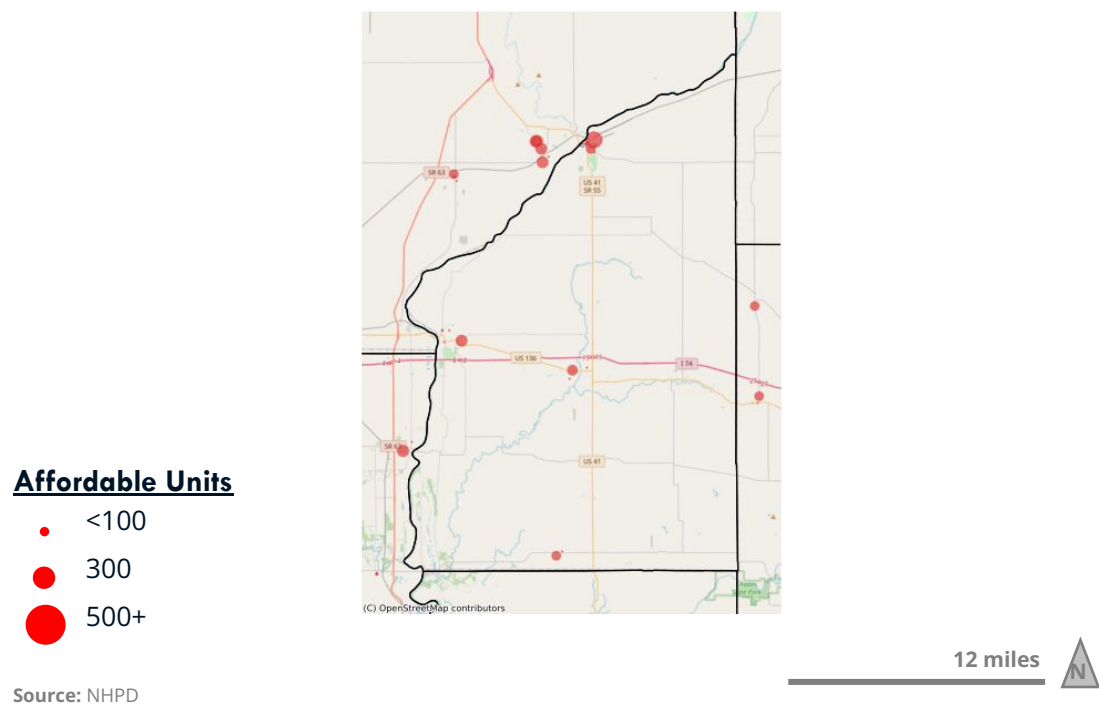 SR 63
US 41
SR 55
US 136
I 74
SR 63
US 41
(C) OpenStreetMap contributors
Affordable Units
<100
300
500+
12 miles
N
Source: NHPD